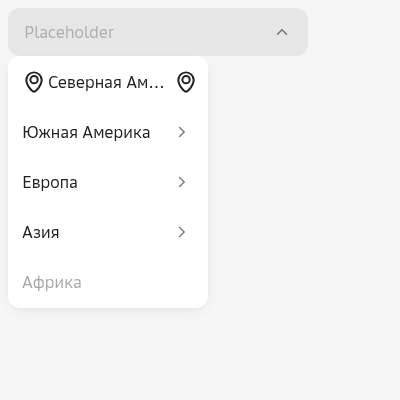 Placeholder
Северная Ам...
Южная Америка
Европа
Азия
Африка